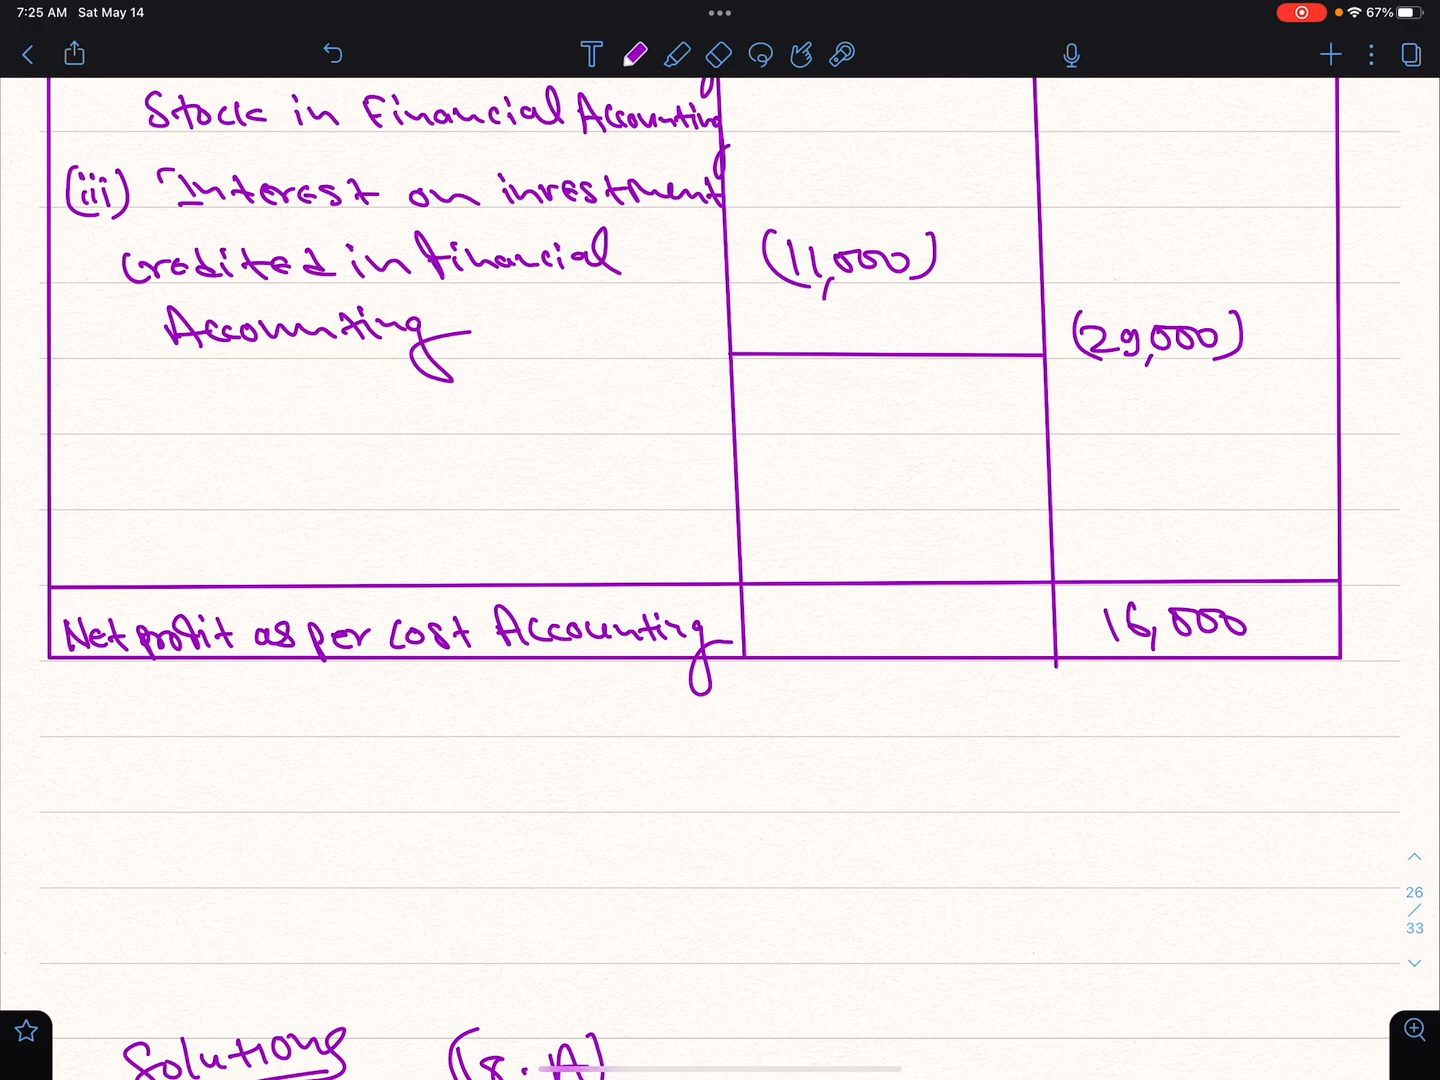 7:25 AM Sat May 14
67%
T
Stock in Financial Accounting
(iii) Interest on investment
credited in financial (11,000)
Accounting (29,000)
Net profit as per cost Accounting 16,000
26
/
33
Solutions (8.A)